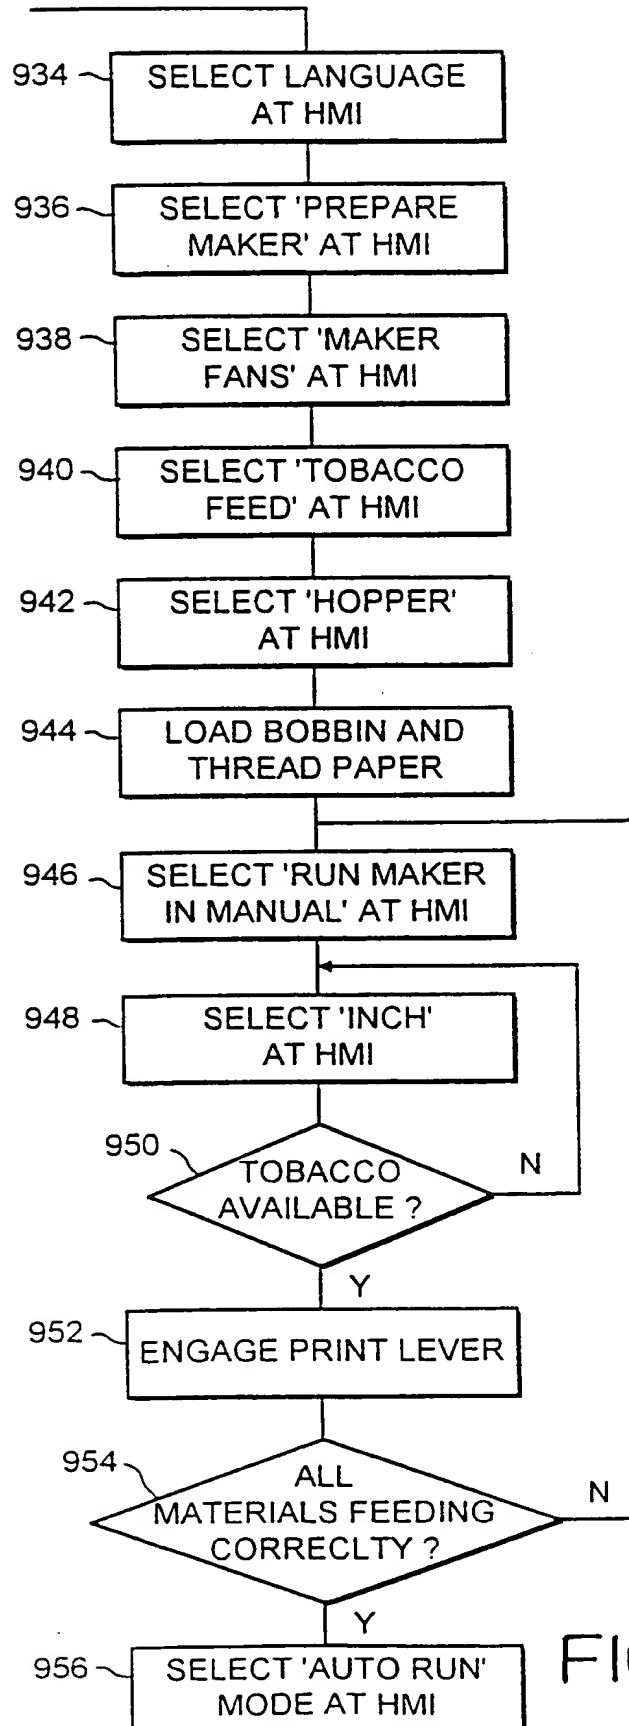 934
SELECT LANGUAGE
AT HMI
936
SELECT 'PREPARE
MAKER' AT HMI
938
SELECT 'MAKER
FANS' AT HMI
940
SELECT 'TOBACCO
FEED' AT HMI
942
SELECT 'HOPPER'
AT HMI
944
LOAD BOBBIN AND
THREAD PAPER
946
SELECT 'RUN MAKER
IN MANUAL' AT HMI
948
SELECT 'INCH'
AT HMI
950
TOBACCO
AVAILABLE ?
N
Y
952
ENGAGE PRINT LEVER
954
ALL
MATERIALS FEEDING
CORRECLTY ?
N
Y
956
SELECT 'AUTO RUN'
MODE AT HMI